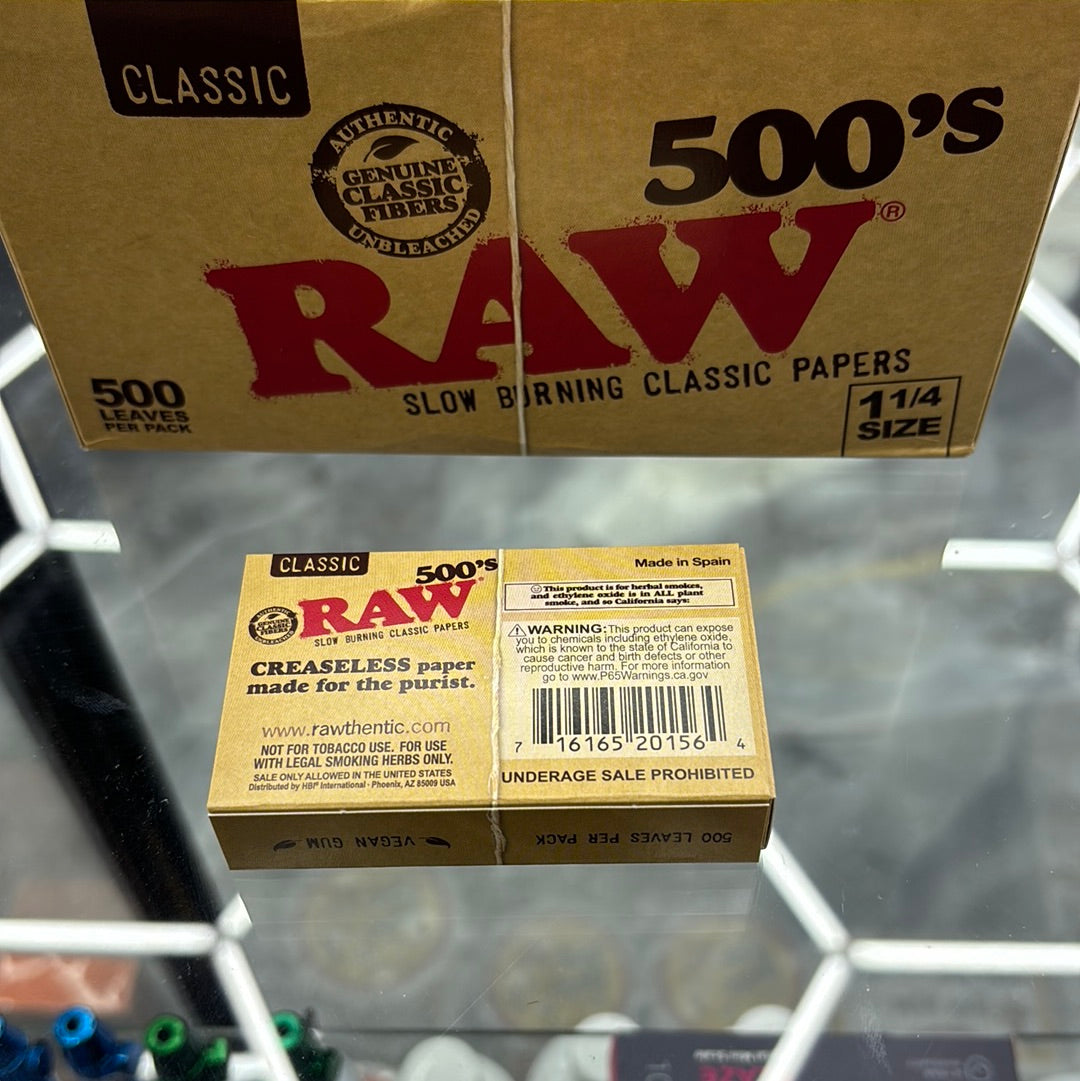 CLASSIC
AUTHENTIC
GENUINE
CLASSIC
FIBERS
UNBLEACHED
500'S
RAW®
SLOW BURNING CLASSIC PAPERS
500
LEAVES
PER PACK
1 1/4
SIZE
CLASSIC
500'S
RAW
SLOW BURNING CLASSIC PAPERS
AUTHENTIC
GENUINE
CLASSIC
FIBERS
UNBLEACHED
CREASELESS paper
made for the purist.
www.rawthentic.com
NOT FOR TOBACCO USE. FOR USE
WITH LEGAL SMOKING HERBS ONLY.
SALE ONLY ALLOWED IN THE UNITED STATES
Distributed by HBI® International · Phoenix, AZ 85009 USA
Made in Spain
This product is for herbal smokes,
and ethylene oxide is in ALL plant
smoke, and so California says:
⚠WARNING: This product can expose
you to chemicals including ethylene oxide,
which is known to the state of California to
cause cancer and birth defects or other
reproductive harm. For more information
go to www.P65Warnings.ca.gov
7 16165 20156 4
UNDERAGE SALE PROHIBITED
VEGAN GUM
500 LEAVES PER PACK